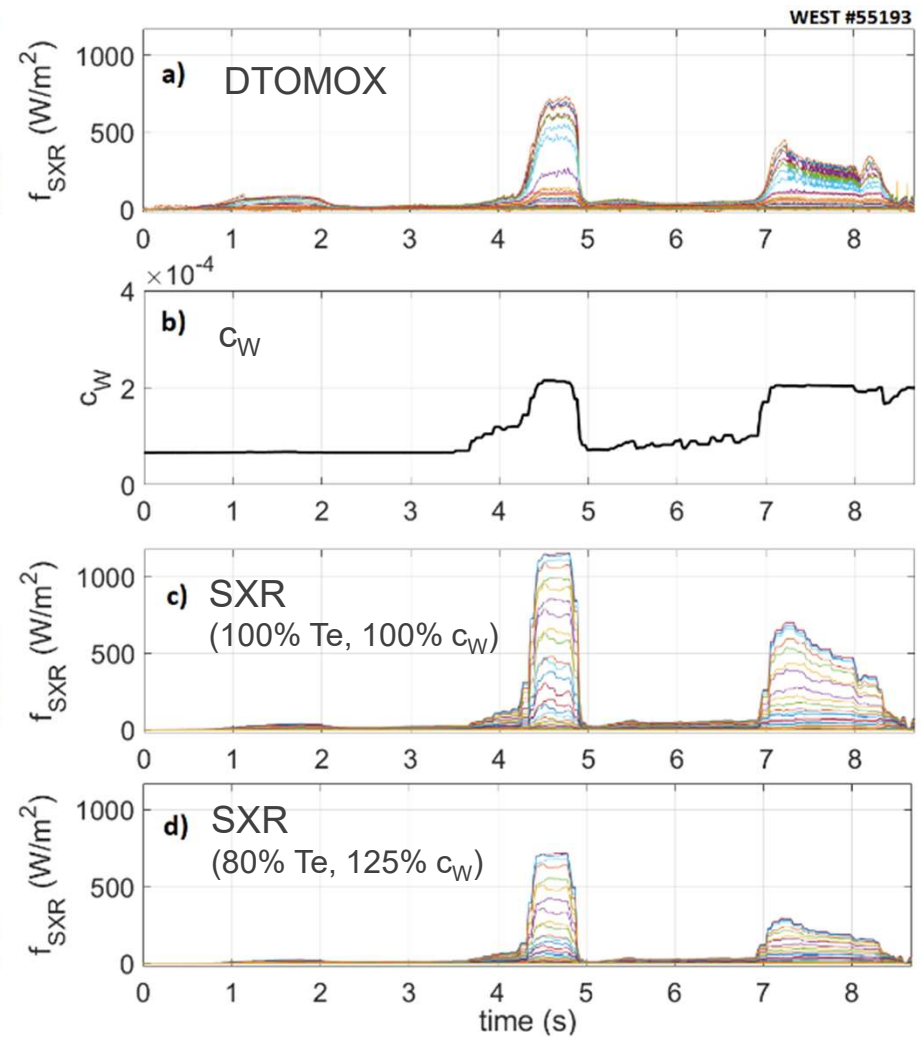 WEST #55193
f_SXR (W/m²)
1000
500
0
a) DTOMOX
0 1 2 3 4 5 6 7 8
×10⁻⁴
c_W
4
2
0
b) c_W
0 1 2 3 4 5 6 7 8
f_SXR (W/m²)
1000
500
0
c) SXR
(100% Te, 100% c_W)
0 1 2 3 4 5 6 7 8
f_SXR (W/m²)
1000
500
0
d) SXR
(80% Te, 125% c_W)
0 1 2 3 4 5 6 7 8
time (s)